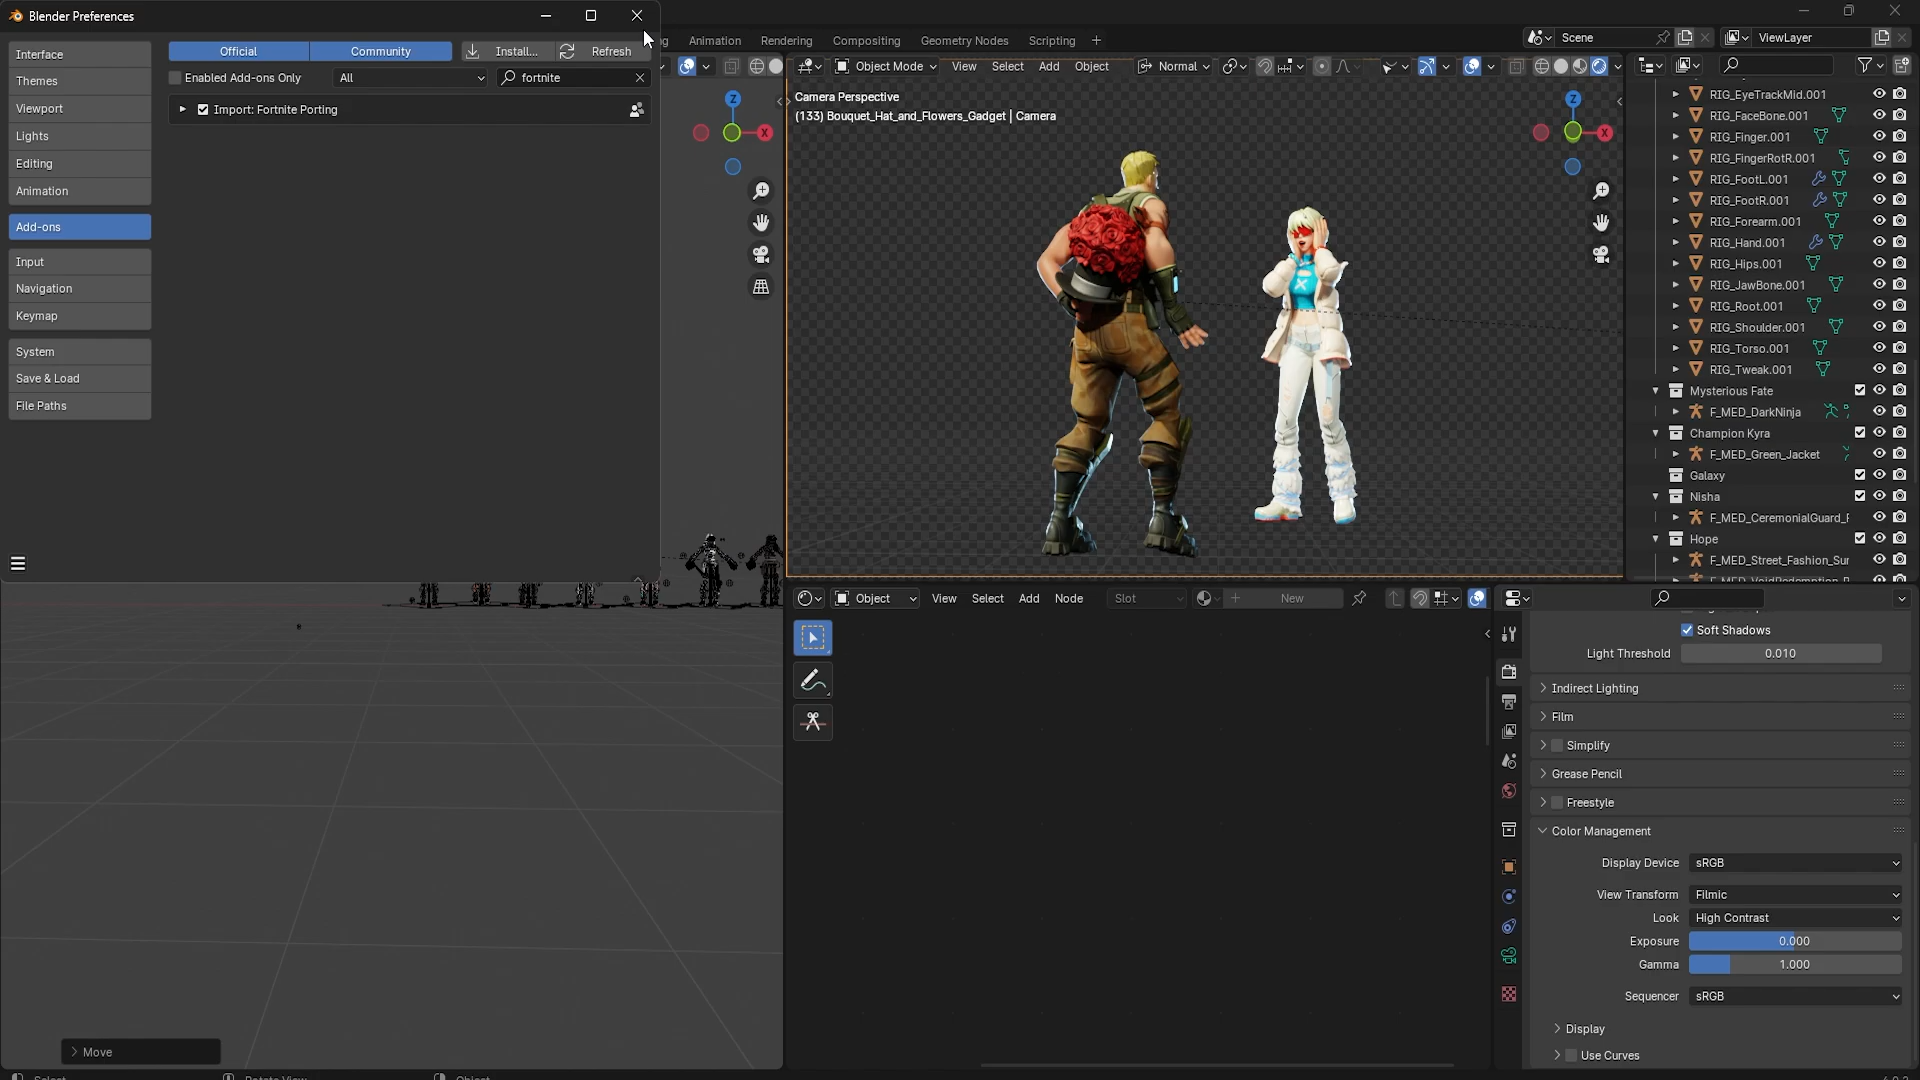 Blender Preferences
Interface
Themes
Viewport
Lights
Editing
Animation
Add-ons
Input
Navigation
Keymap
System
Save & Load
File Paths
Official
Community
Install...
Refresh
Enabled Add-ons Only
All
fortnite
Import: Fortnite Porting
Animation
Rendering
Compositing
Geometry Nodes
Scripting
Scene
ViewLayer
Object Mode
View
Select
Add
Object
Normal
Camera Perspective
(133) Bouquet_Hat_and_Flowers_Gadget | Camera
Z
X
Z
X
RIG_EyeTrackMid.001
RIG_FaceBone.001
RIG_Finger.001
RIG_FingerRotR.001
RIG_FootL.001
RIG_FootR.001
RIG_Forearm.001
RIG_Hand.001
RIG_Hips.001
RIG_JawBone.001
RIG_Root.001
RIG_Shoulder.001
RIG_Torso.001
RIG_Tweak.001
Mysterious Fate
F_MED_DarkNinja
Champion Kyra
F_MED_Green_Jacket
Galaxy
Nisha
F_MED_CeremonialGuard_F
Hope
F_MED_Street_Fashion_Sur
Object
View
Select
Add
Node
Slot
New
Soft Shadows
Light Threshold
0.010
Indirect Lighting
Film
Simplify
Grease Pencil
Freestyle
Color Management
Display Device
sRGB
View Transform
Filmic
Look
High Contrast
Exposure
0.000
Gamma
1.000
Sequencer
sRGB
Display
Use Curves
Move
Select
Rotate View
Object